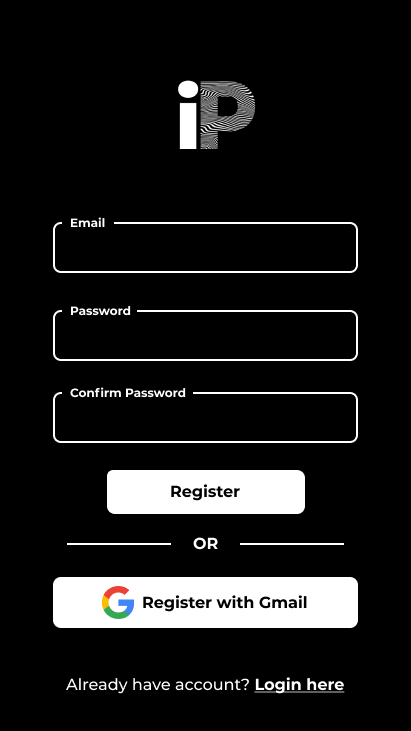 iP
Email
Password
Confirm Password
Register
OR
Register with Gmail
Already have account? Login here